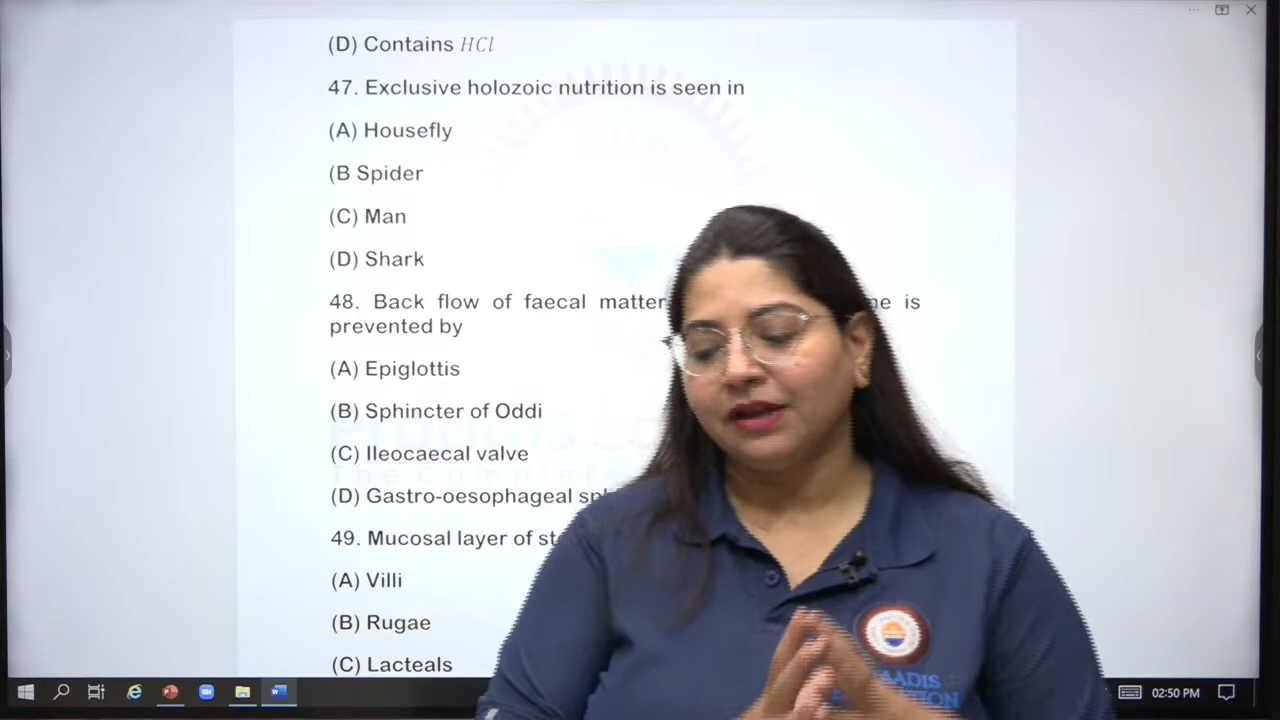 (D) Contains HCl
47. Exclusive holozoic nutrition is seen in
(A) Housefly
(B Spider
(C) Man
(D) Shark
48. Back flow of faecal matter is
prevented by
(A) Epiglottis
(B) Sphincter of Oddi
(C) Ileocaecal valve
(D) Gastro-oesophageal
49. Mucosal layer of
(A) Villi
(B) Rugae
(C) Lacteals
02:50 PM